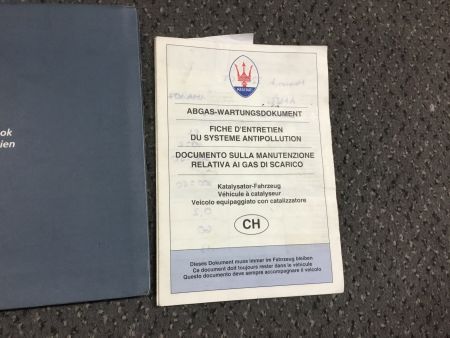 ok
ien
MASERATI
ABGAS-WARTUNGSDOKUMENT
FICHE D'ENTRETIEN
DU SYSTEME ANTIPOLLUTION
DOCUMENTO SULLA MANUTENZIONE
RELATIVA AI GAS DI SCARICO
Katalysator-Fahrzeug
Véhicule à catalyseur
Veicolo equipaggiato con catalizzatore
CH
Dieses Dokument muss immer im Fahrzeug bleiben
Ce document doit toujours rester dans le véhicule
Questo documento deve sempre accompagnare il veicolo